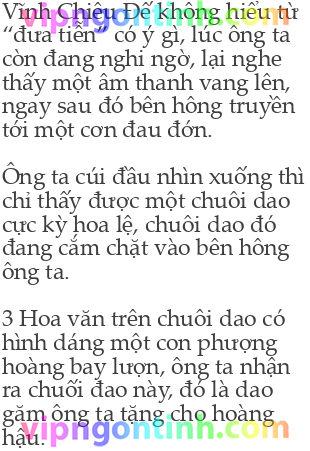 Vĩnh Chiêu Đế không hiểu từ
“đưa tiễn” có ý gì, lúc ông ta
còn đang nghi ngờ, lại nghe
thấy một âm thanh vang lên,
ngay sau đó bên hông truyền
tới một cơn đau đớn.
Ông ta cúi đầu nhìn xuống thì
chỉ thấy được một chuôi dao
cực kỳ hoa lệ, chuôi dao đó
đang cắm chặt vào bên hông
ông ta.
3 Hoa văn trên chuôi dao có
hình dáng một con phượng
hoàng bay lượn, ông ta nhận
ra chuối đao này, đó là dao
găm ông ta tặng cho hoàng
hậu.
vipngontinh.com
vipngontinh.com